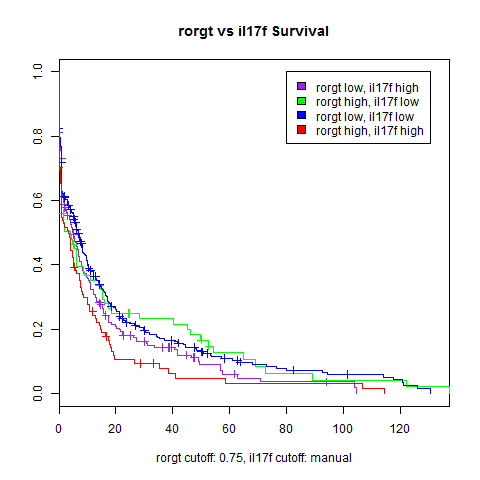 rorgt vs il17f Survival
1.0
0.8
0.6
0.4
0.2
0.0
rorgt low, il17f high
rorgt high, il17f low
rorgt low, il17f low
rorgt high, il17f high
0 20 40 60 80 100 120
rorgt cutoff: 0.75, il17f cutoff: manual